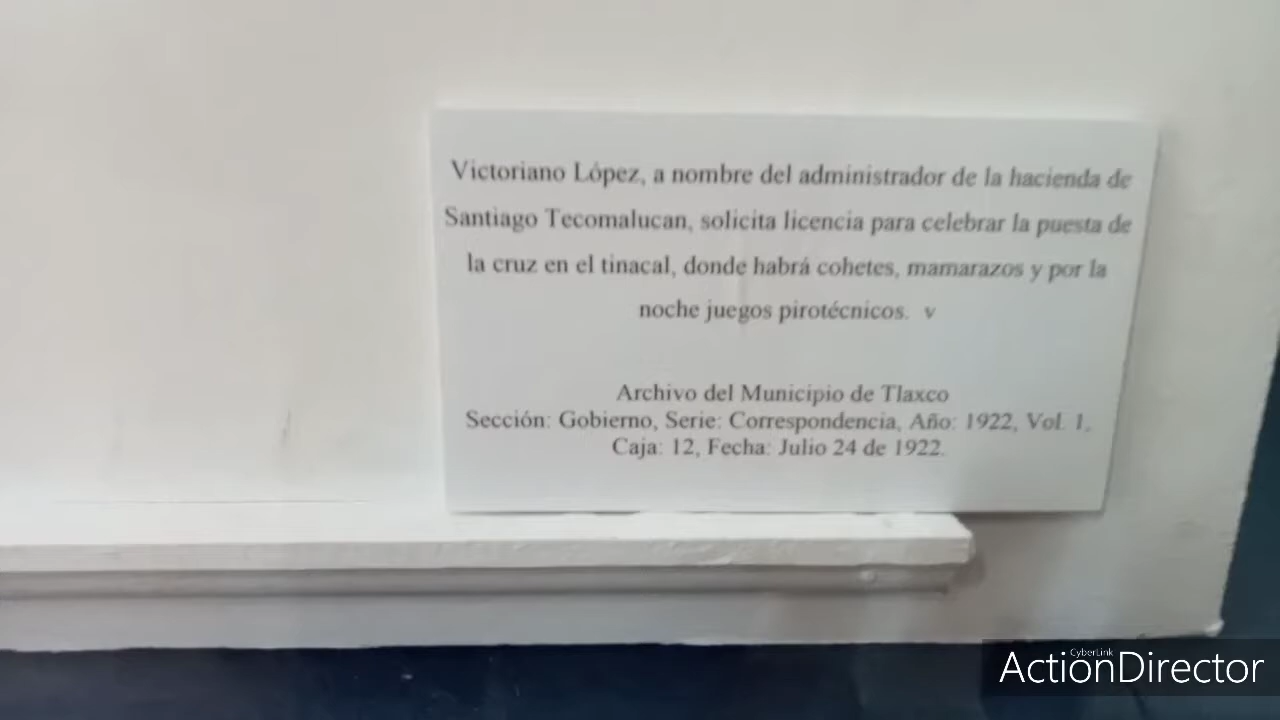 Victoriano López, a nombre del administrador de la hacienda de
Santiago Tecomalucan, solicita licencia para celebrar la puesta de
la cruz en el tinacal, donde habrá cohetes, mamarazos y por la
noche juegos pirotécnicos. v
Archivo del Municipio de Tlaxco
Sección: Gobierno, Serie: Correspondencia, Año: 1922, Vol. 1,
Caja: 12, Fecha: Julio 24 de 1922.
CyberLink
ActionDirector